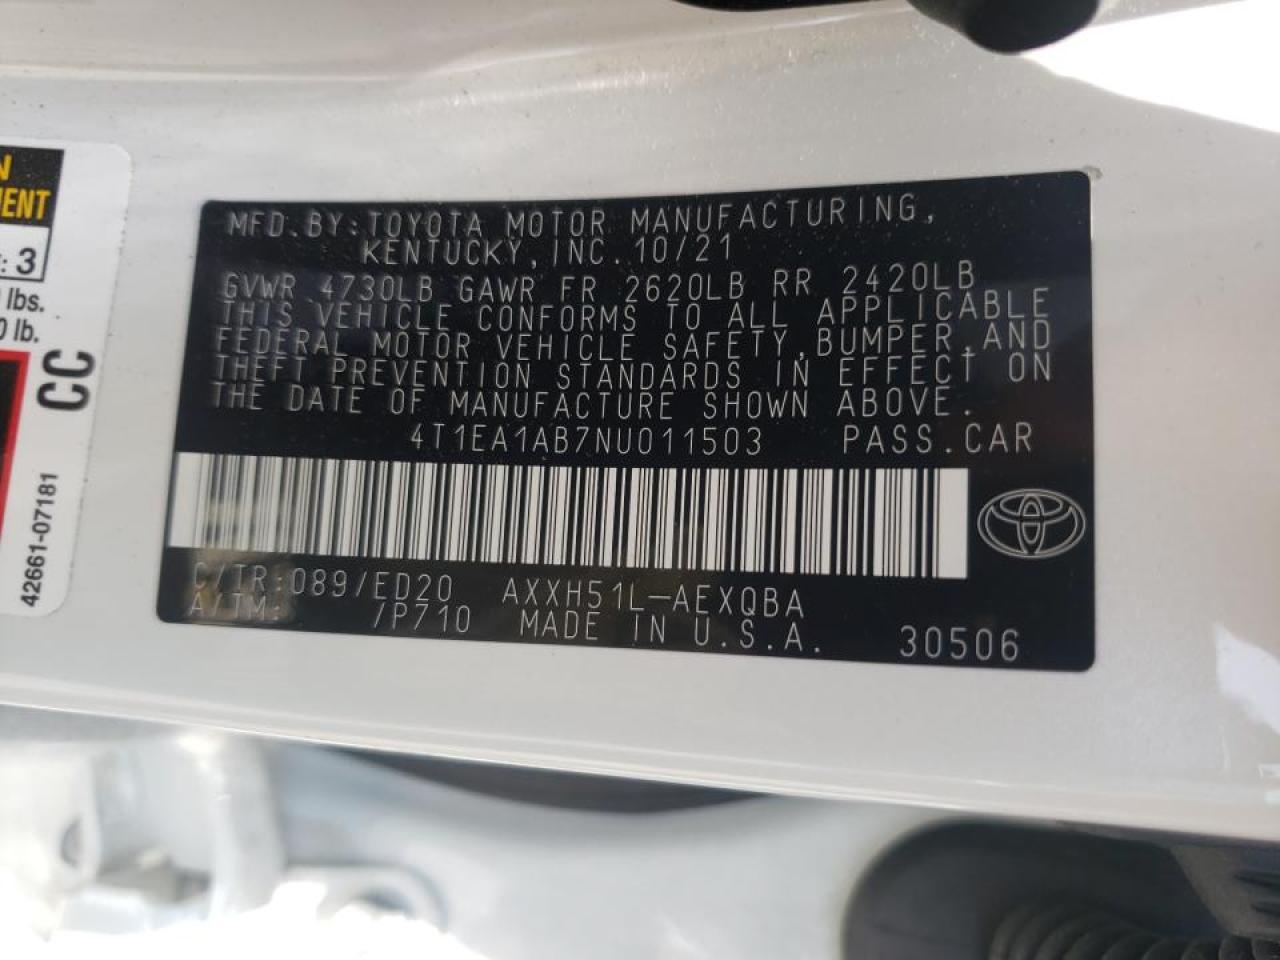 N
MENT
: 3
lbs.
0 lb.
CC
42661-07181
MFD.BY:TOYOTA MOTOR MANUFACTURING,
KENTUCKY,INC.10/21
GVWR 4730LB GAWR FR 2620LB RR 2420LB
THIS VEHICLE CONFORMS TO ALL APPLICABLE
FEDERAL MOTOR VEHICLE SAFETY,BUMPER,AND
THEFT PREVENTION STANDARDS IN EFFECT ON
THE DATE OF MANUFACTURE SHOWN ABOVE.
4T1EA1AB7NU011503 PASS.CAR
C/TR:089/ED20 AXXH51L-AEXQBA
A/TM: /P710 MADE IN U.S.A. 30506